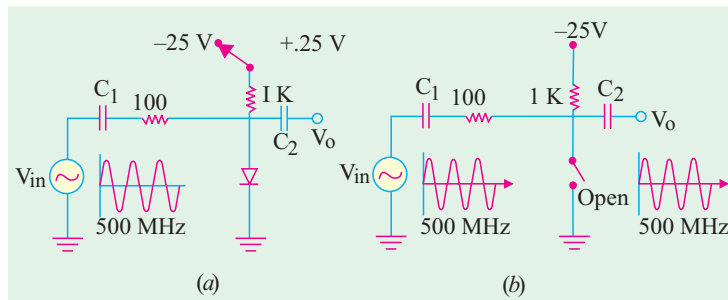 –25 V
+.25 V
C1
100
I K
C2
Vo
Vin
500 MHz
(a)
–25V
C1
100
1 K
C2
Vo
Vin
Open
500 MHz
500 MHz
(b)